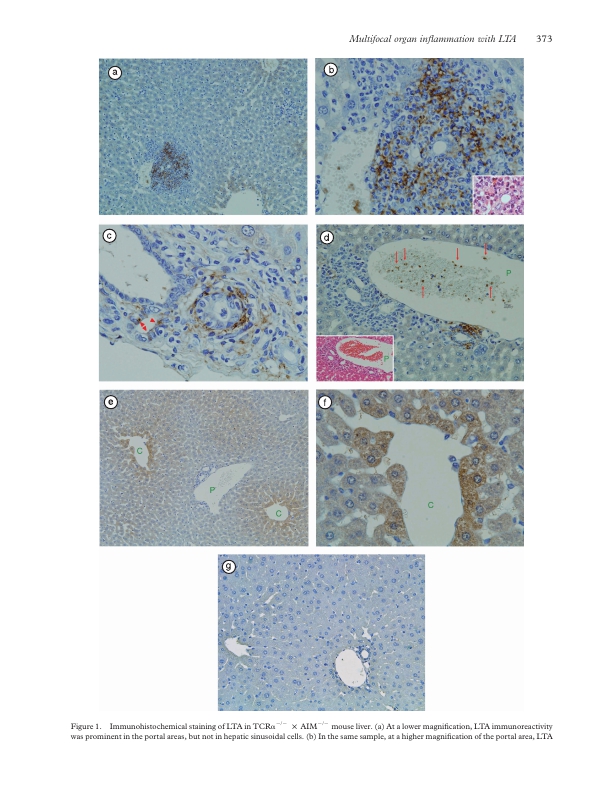 Multifocal organ inflammation with LTA 373
a
b
c
d
P
P
e
C
P
C
f
C
g
Figure 1. Immunohistochemical staining of LTA in TCRα−/− × AIM−/− mouse liver. (a) At a lower magnification, LTA immunoreactivity
was prominent in the portal areas, but not in hepatic sinusoidal cells. (b) In the same sample, at a higher magnification of the portal area, LTA